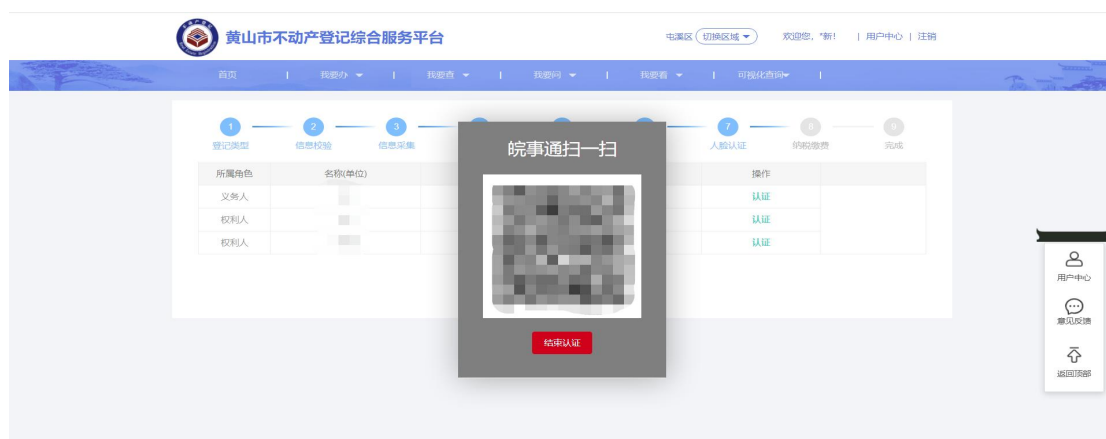 黄山市不动产登记综合服务平台
屯溪区 切换区域 欢迎您，*新! | 用户中心 | 注销
首页 | 我要办 | 我要查 | 我要问 | 我要看 | 可视化查询 |
1 2 3 7 8 9
登记类型 信息校验 信息采集 人脸认证 纳税缴费 完成
皖事通扫一扫
所属角色 名称(单位) 操作
义务人 认证
权利人 认证
权利人 认证
结束认证
用户中心
意见反馈
返回顶部